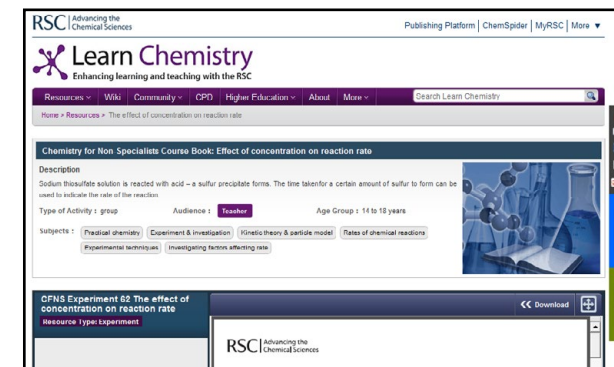 RSC | Advancing the Chemical Sciences
Publishing Platform | ChemSpider | MyRSC | More ▼
Learn Chemistry
Enhancing learning and teaching with the RSC
Resources Wiki Community CPD Higher Education About More Search Learn Chemistry
Home > Resources > The effect of concentration on reaction rate
Chemistry for Non Specialists Course Book: Effect of concentration on reaction rate
Description
Sodium thiosulfate solution is reacted with acid – a sulfur precipitate forms. The time takenfor a certain amount of sulfur to form can be
used to indicate the rate of the reaction
Type of Activity : group Audience : Teacher Age Group : 14 to 18 years
Subjects : Practical chemistry Experiment & investigation Kinetic theory & particle model Rates of chemical reactions
Experimental techniques Investigating factors affecting rate
CFNS Experiment 62 The effect of
concentration on reaction rate
Resource Type: Experiment
Download
RSC | Advancing the Chemical Sciences